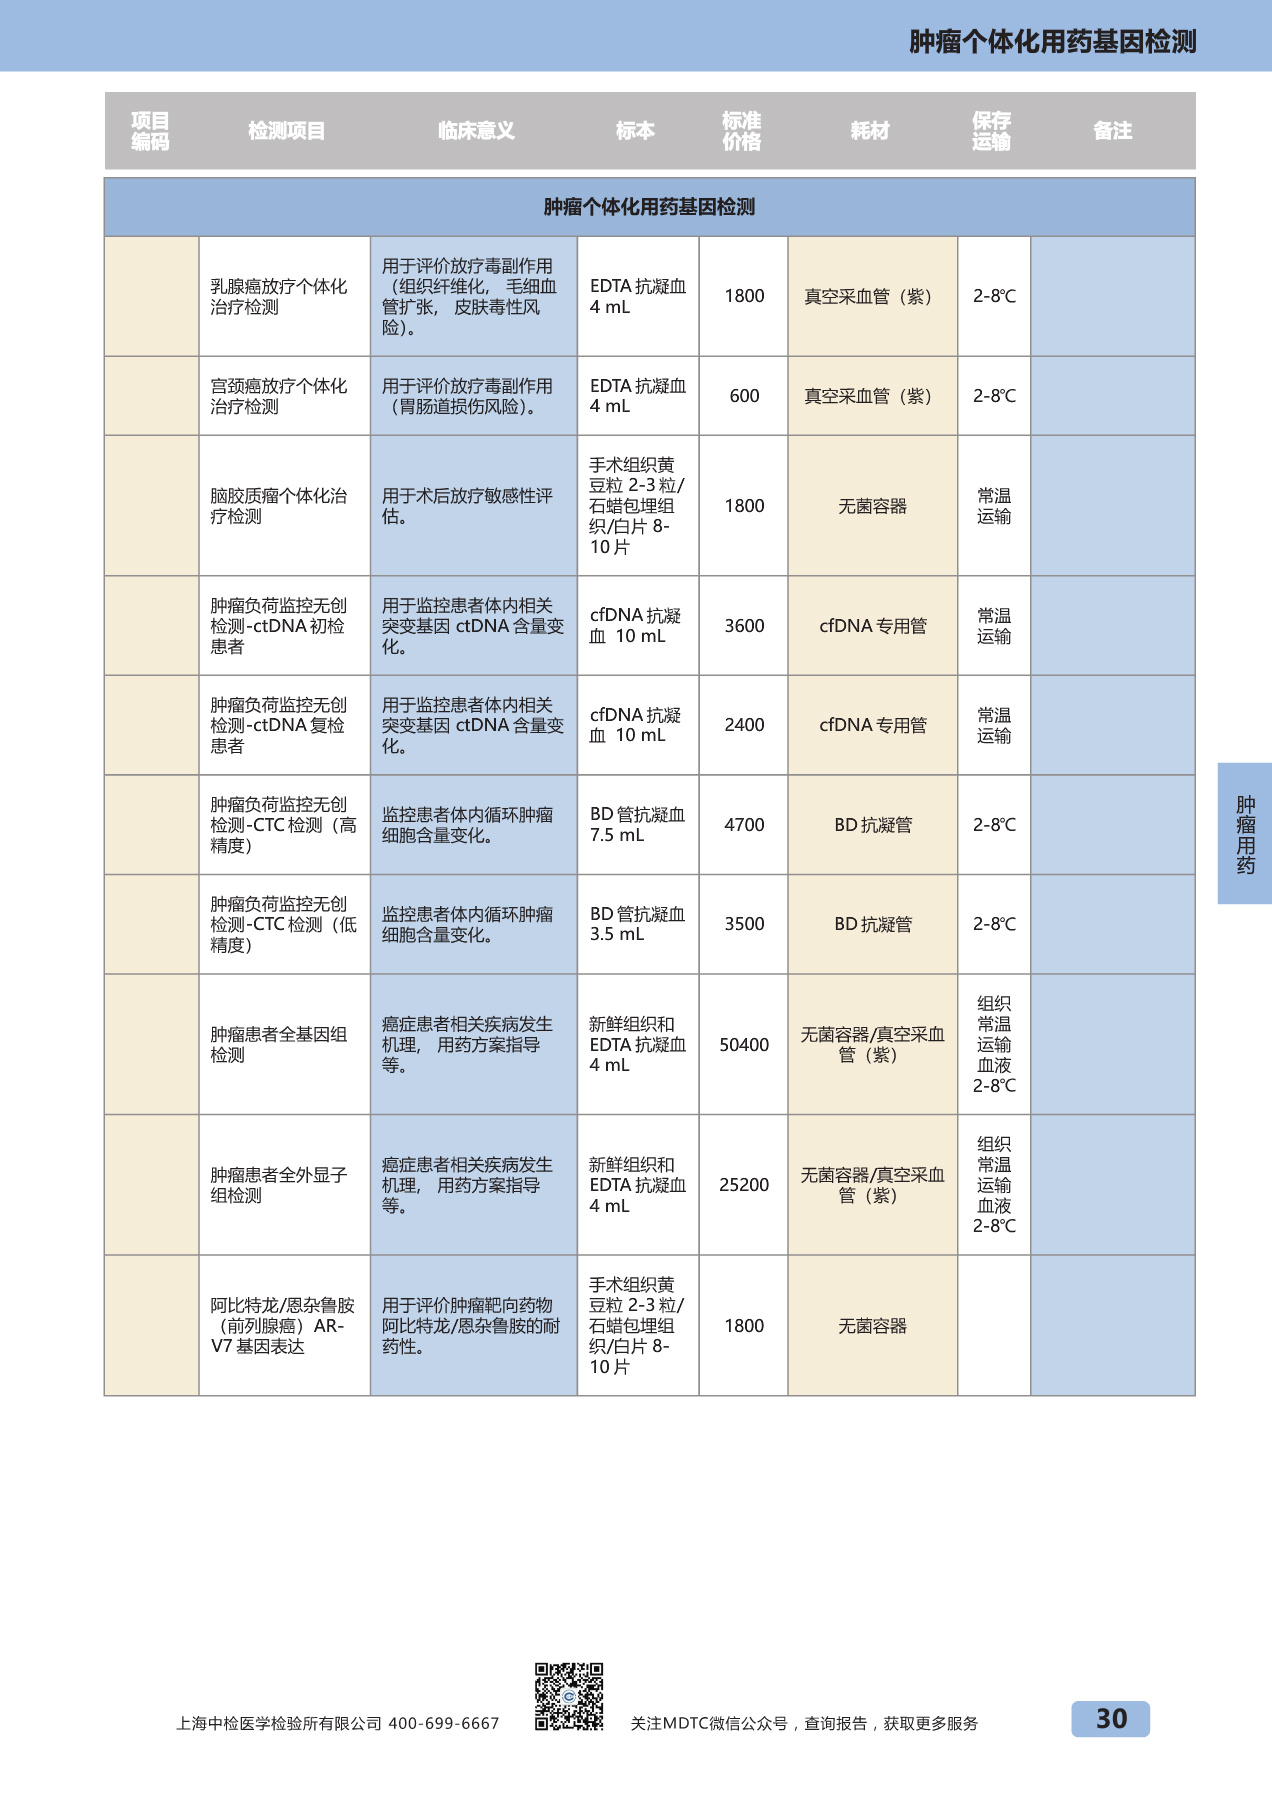 肿瘤个体化用药基因检测
项目
编码
检测项目
临床意义
标本
标准
价格
耗材
保存
运输
备注
肿瘤个体化用药基因检测
乳腺癌放疗个体化
治疗检测
用于评价放疗毒副作用
（组织纤维化， 毛细血
管扩张， 皮肤毒性风
险）。
EDTA 抗凝血
4 mL
1800
真空采血管（紫）
2-8℃
宫颈癌放疗个体化
治疗检测
用于评价放疗毒副作用
（胃肠道损伤风险）。
EDTA 抗凝血
4 mL
600
真空采血管（紫）
2-8℃
脑胶质瘤个体化治
疗检测
用于术后放疗敏感性评
估。
手术组织黄
豆粒 2-3 粒/
石蜡包埋组
织/白片 8-
10 片
1800
无菌容器
常温
运输
肿瘤负荷监控无创
检测-ctDNA 初检
患者
用于监控患者体内相关
突变基因 ctDNA 含量变
化。
cfDNA 抗凝
血 10 mL
3600
cfDNA 专用管
常温
运输
肿瘤负荷监控无创
检测-ctDNA 复检
患者
用于监控患者体内相关
突变基因 ctDNA 含量变
化。
cfDNA 抗凝
血 10 mL
2400
cfDNA 专用管
常温
运输
肿瘤负荷监控无创
检测-CTC 检测（高
精度）
监控患者体内循环肿瘤
细胞含量变化。
BD 管抗凝血
7.5 mL
4700
BD 抗凝管
2-8℃
肿瘤负荷监控无创
检测-CTC 检测（低
精度）
监控患者体内循环肿瘤
细胞含量变化。
BD 管抗凝血
3.5 mL
3500
BD 抗凝管
2-8℃
肿瘤患者全基因组
检测
癌症患者相关疾病发生
机理， 用药方案指导
等。
新鲜组织和
EDTA 抗凝血
4 mL
50400
无菌容器/真空采血
管（紫）
组织
常温
运输
血液
2-8℃
肿瘤患者全外显子
组检测
癌症患者相关疾病发生
机理， 用药方案指导
等。
新鲜组织和
EDTA 抗凝血
4 mL
25200
无菌容器/真空采血
管（紫）
组织
常温
运输
血液
2-8℃
阿比特龙/恩杂鲁胺
（前列腺癌）AR-
V7 基因表达
用于评价肿瘤靶向药物
阿比特龙/恩杂鲁胺的耐
药性。
手术组织黄
豆粒 2-3 粒/
石蜡包埋组
织/白片 8-
10 片
1800
无菌容器
肿瘤用药
上海中检医学检验所有限公司 400-699-6667
关注MDTC微信公众号，查询报告，获取更多服务
30